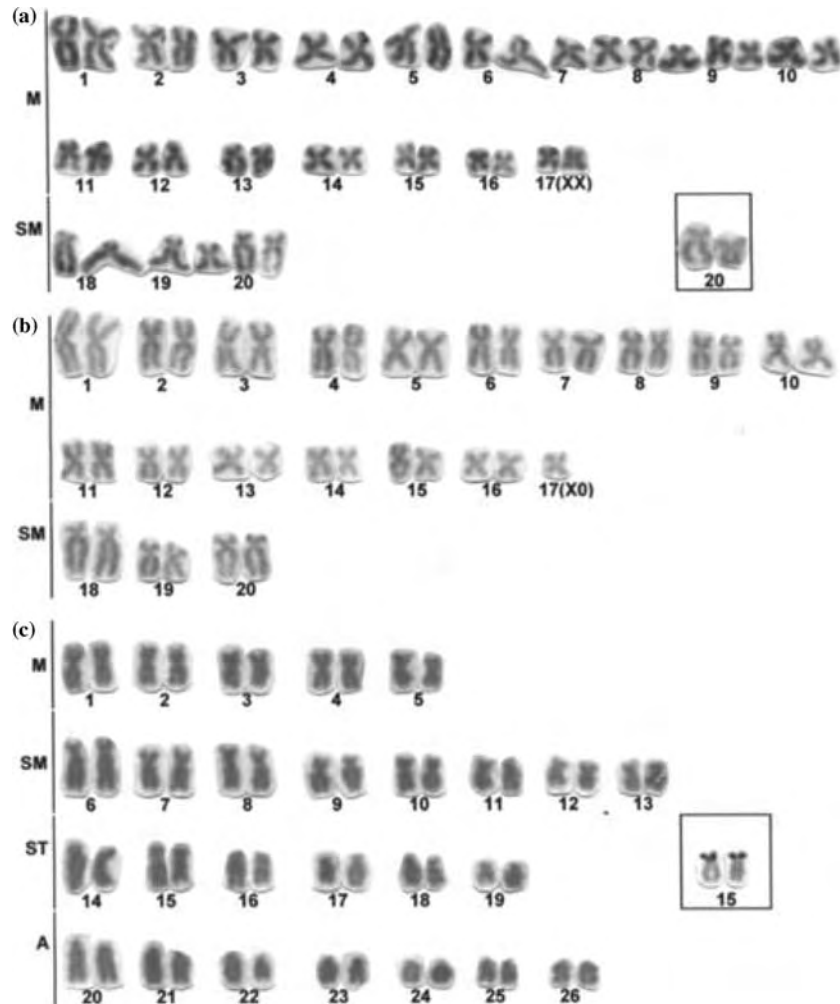 (a)
M
1 2 3 4 5 6 7 8 9 10
11 12 13 14 15 16 17(XX)
SM
18 19 20
20
(b)
M
1 2 3 4 5 6 7 8 9 10
11 12 13 14 15 16 17(X0)
SM
18 19 20
(c)
M
1 2 3 4 5
SM
6 7 8 9 10 11 12 13
ST
14 15 16 17 18 19
15
A
20 21 22 23 24 25 26